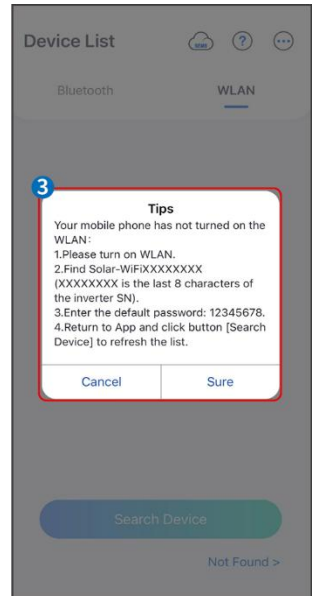 Device List
?
Bluetooth WLAN
3
Tips
Your mobile phone has not turned on the
WLAN:
1.Please turn on WLAN.
2.Find Solar-WiFiXXXXXXXX
(XXXXXXXX is the last 8 characters of
the inverter SN).
3.Enter the default password: 12345678.
4.Return to App and click button [Search
Device] to refresh the list.
Cancel Sure
Search Device
Not Found >